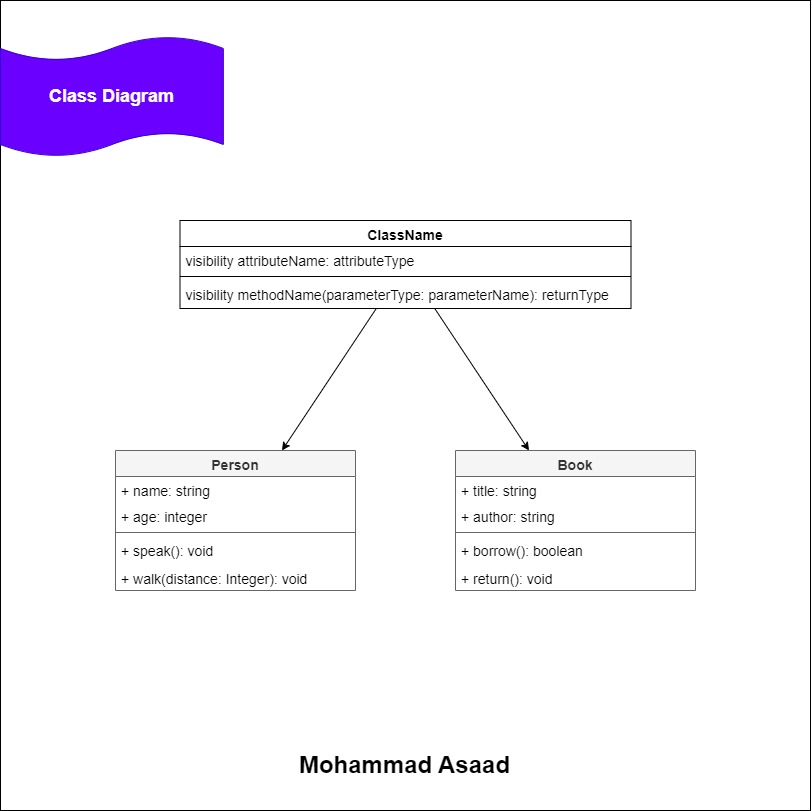 Class Diagram
ClassName
visibility attributeName: attributeType
visibility methodName(parameterType: parameterName): returnType
Person
+ name: string
+ age: integer
+ speak(): void
+ walk(distance: Integer): void
Book
+ title: string
+ author: string
+ borrow(): boolean
+ return(): void
Mohammad Asaad